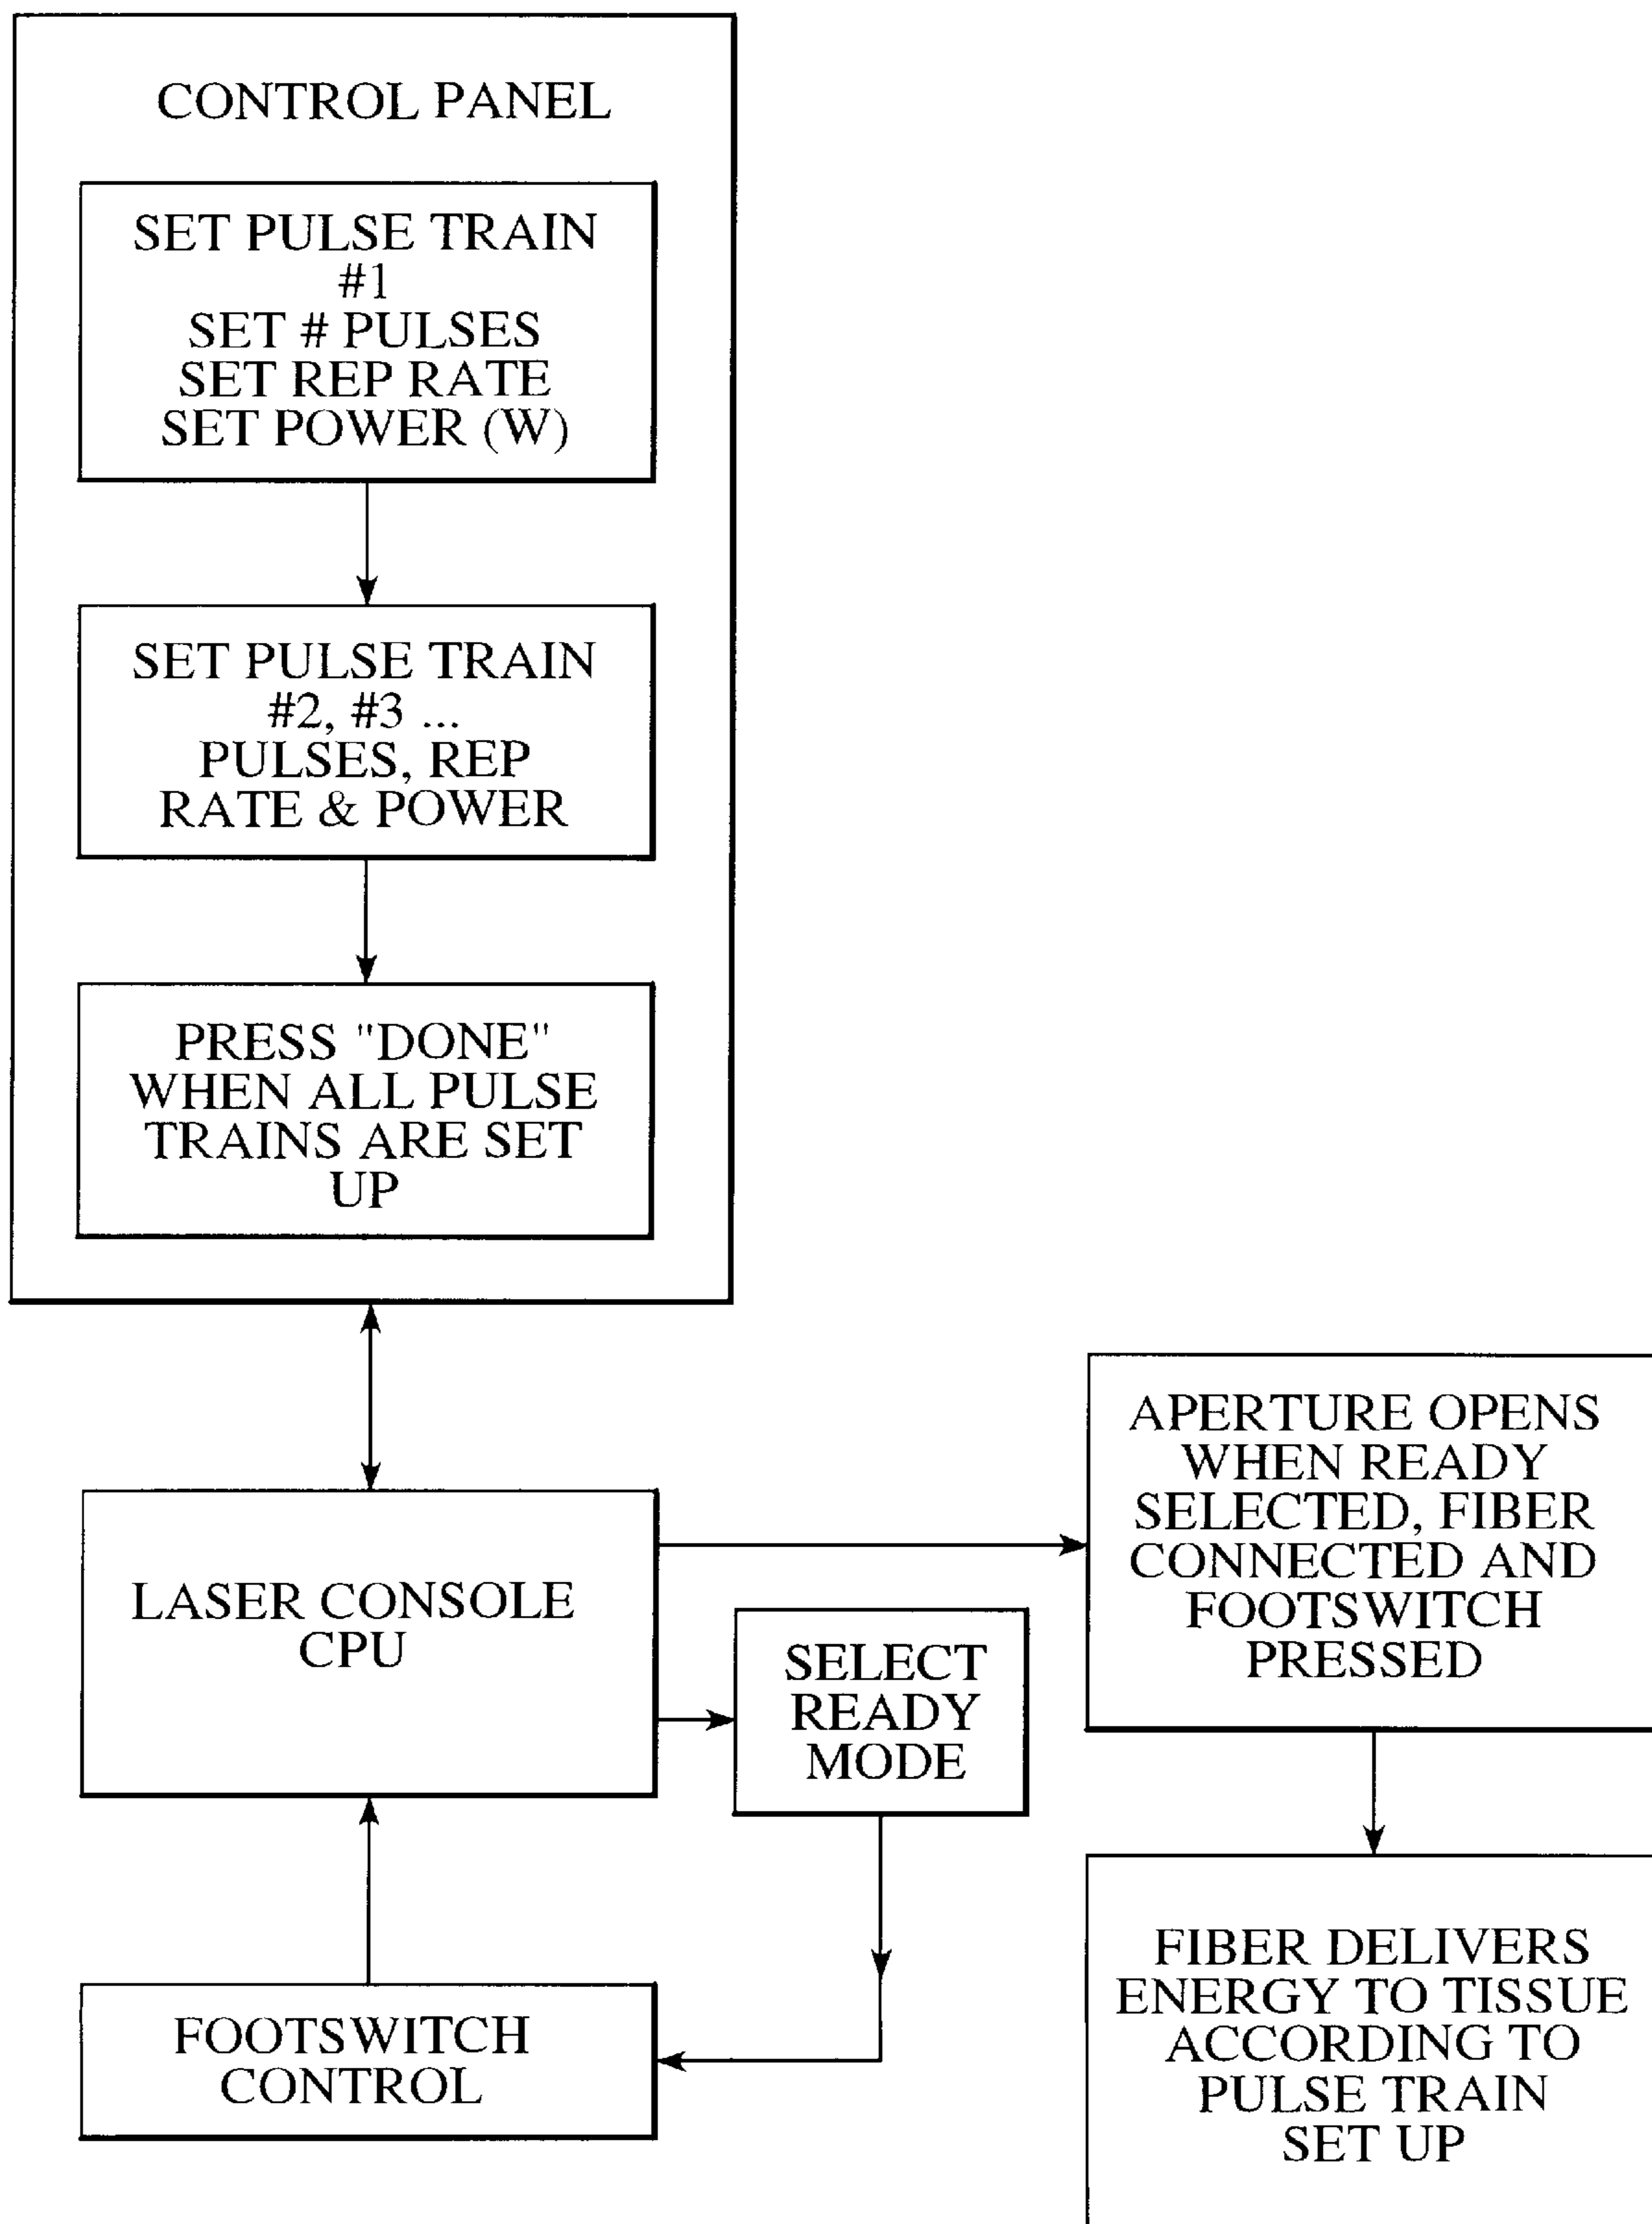 CONTROL PANEL
SET PULSE TRAIN
#1
SET # PULSES
SET REP RATE
SET POWER (W)
SET PULSE TRAIN
#2, #3 ...
PULSES, REP
RATE & POWER
PRESS "DONE"
WHEN ALL PULSE
TRAINS ARE SET
UP
LASER CONSOLE
CPU
SELECT
READY
MODE
FOOTSWITCH
CONTROL
APERTURE OPENS
WHEN READY
SELECTED, FIBER
CONNECTED AND
FOOTSWITCH
PRESSED
FIBER DELIVERS
ENERGY TO TISSUE
ACCORDING TO
PULSE TRAIN
SET UP